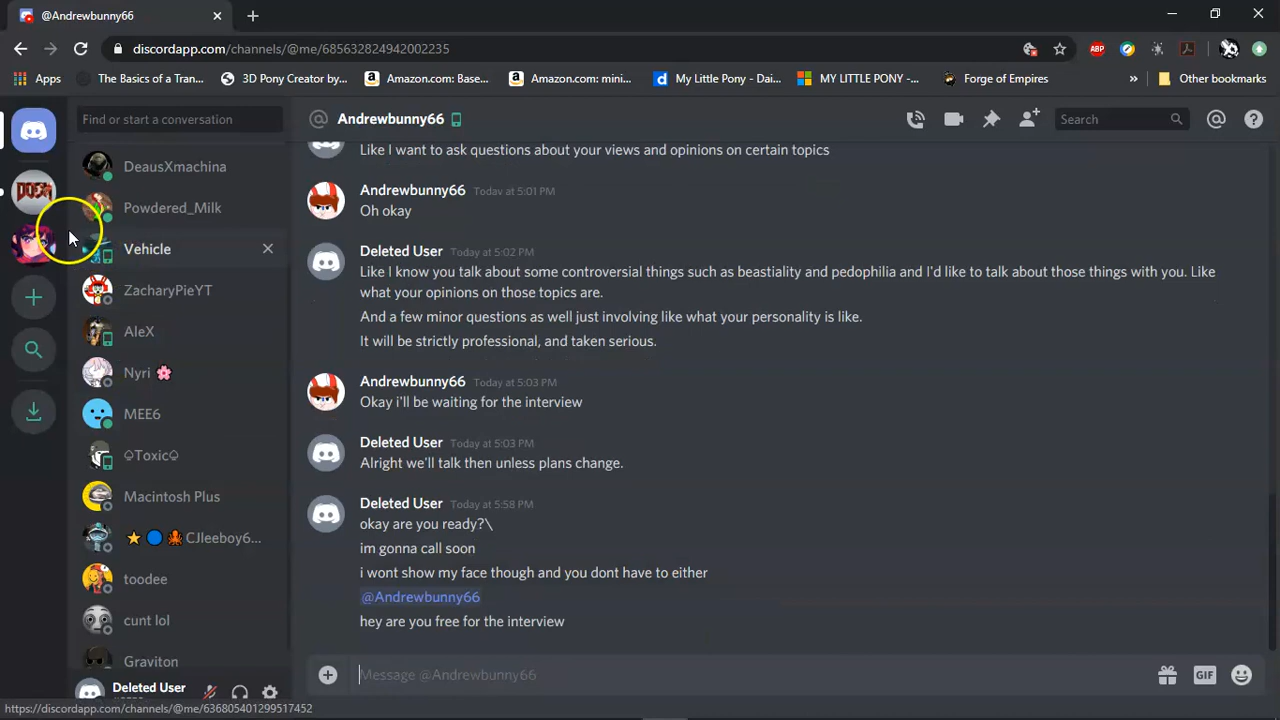 @Andrewbunny66
discordapp.com/channels/@me/685632824942002235
ABP
Apps
The Basics of a Tran...
3D Pony Creator by...
Amazon.com: Base...
Amazon.com: mini...
My Little Pony - Dai...
MY LITTLE PONY -...
Forge of Empires
»
Other bookmarks
Find or start a conversation
@ Andrewbunny66
Search
DOOM
DeausXmachina
Powdered_Milk
Vehicle
ZacharyPieYT
AleX
Nyri
MEE6
♤Toxic♤
Macintosh Plus
CJleeboy6...
toodee
cunt lol
Graviton
Deleted User
Like I want to ask questions about your views and opinions on certain topics
Andrewbunny66 Today at 5:01 PM
Oh okay
Deleted User Today at 5:02 PM
Like I know you talk about some controversial things such as beastiality and pedophilia and I'd like to talk about those things with you. Like
what your opinions on those topics are.
And a few minor questions as well just involving like what your personality is like.
It will be strictly professional, and taken serious.
Andrewbunny66 Today at 5:03 PM
Okay i'll be waiting for the interview
Deleted User Today at 5:03 PM
Alright we'll talk then unless plans change.
Deleted User Today at 5:58 PM
okay are you ready?\
im gonna call soon
i wont show my face though and you dont have to either
@Andrewbunny66
hey are you free for the interview
Message @Andrewbunny66
GIF
https://discordapp.com/channels/@me/636805401299517452